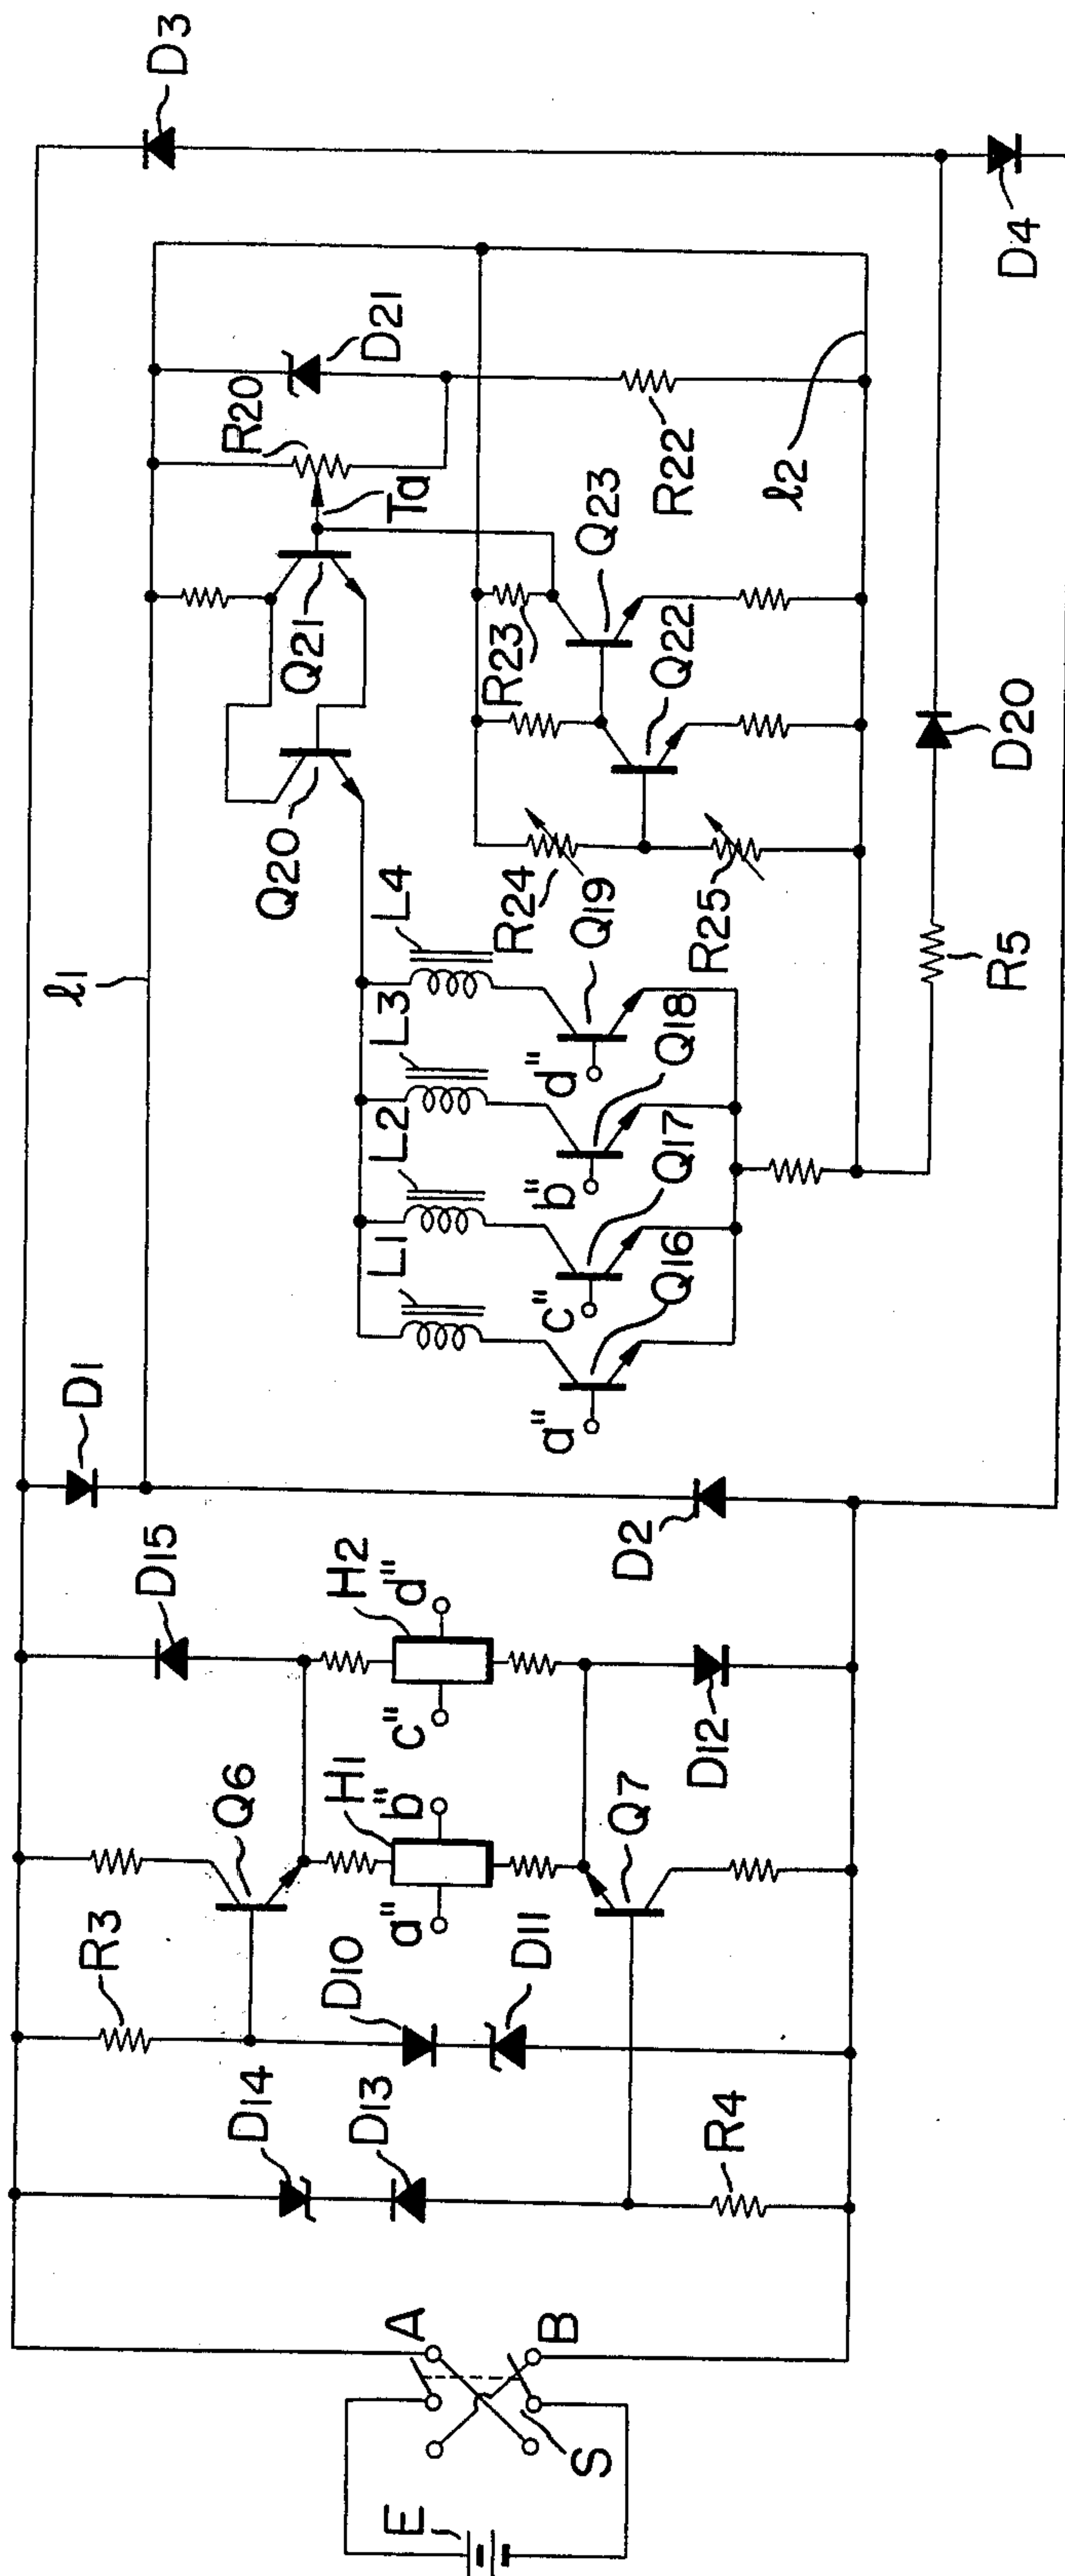 D3
D1
ℓ1
D15
D21
R20
Ta
Q21
Q20
Q6
R3
H2
d"
c"
H1
b"
a"
L4
L3
L2
L1
D10
D11
D14
D13
R23
Q23
Q22
R22
ℓ2
D4
R24
Q19
R25
d"
Q18
b"
Q17
c"
Q16
a"
D20
R5
D2
D12
Q7
R4
A
B
S
E